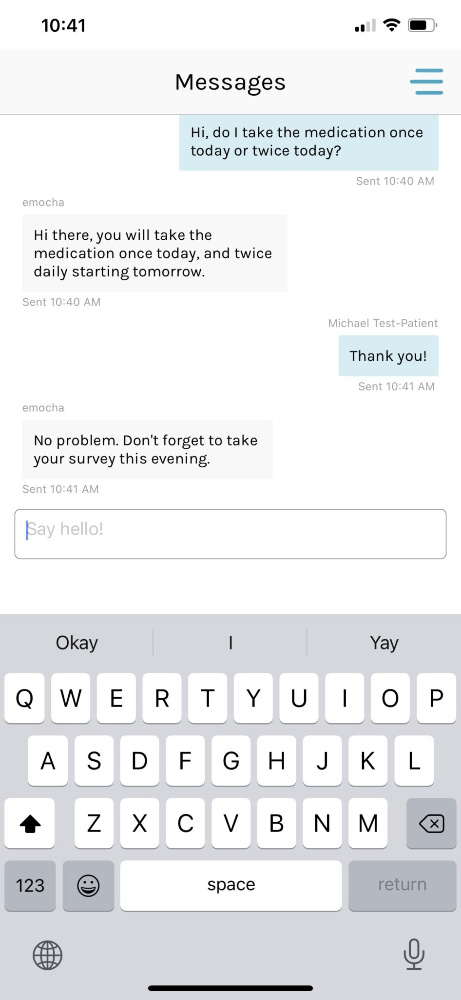 10:41
Messages
Hi, do I take the medication once
today or twice today?
Sent 10:40 AM
emocha
Hi there, you will take the
medication once today, and twice
daily starting tomorrow.
Sent 10:40 AM
Michael Test-Patient
Thank you!
Sent 10:41 AM
emocha
No problem. Don't forget to take
your survey this evening.
Sent 10:41 AM
Say hello!
Okay I Yay
Q W E R T Y U I O P
A S D F G H J K L
Z X C V B N M
123 space return